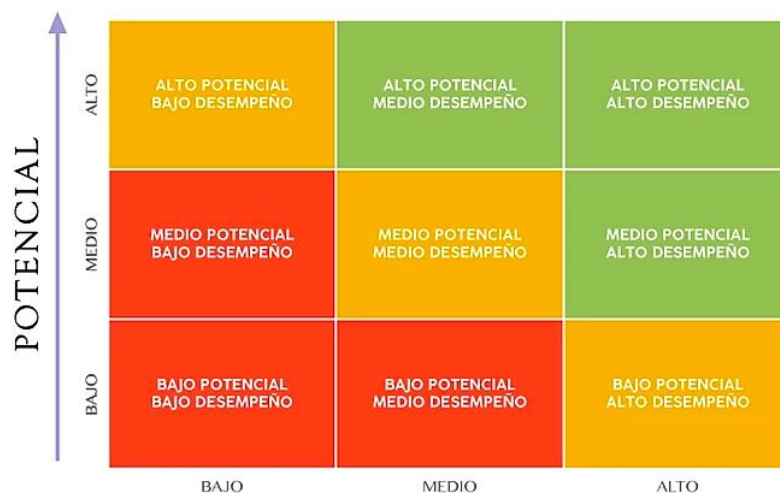 POTENCIAL
ALTO
ALTO POTENCIAL
BAJO DESEMPEÑO
ALTO POTENCIAL
MEDIO DESEMPEÑO
ALTO POTENCIAL
ALTO DESEMPEÑO
MEDIO
MEDIO POTENCIAL
BAJO DESEMPEÑO
MEDIO POTENCIAL
MEDIO DESEMPEÑO
MEDIO POTENCIAL
ALTO DESEMPEÑO
BAJO
BAJO POTENCIAL
BAJO DESEMPEÑO
BAJO POTENCIAL
MEDIO DESEMPEÑO
BAJO POTENCIAL
ALTO DESEMPEÑO
BAJO
MEDIO
ALTO